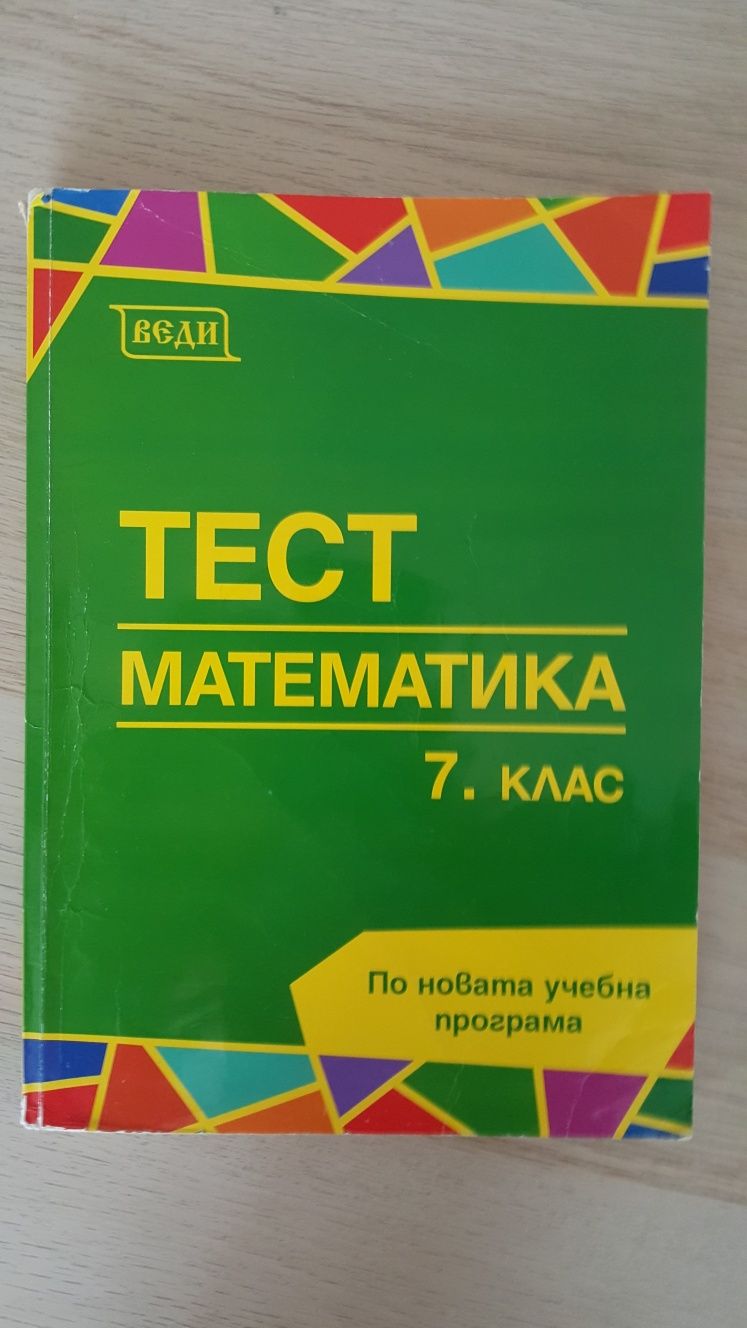 ВЕДИ
ТЕСТ
МАТЕМАТИКА
7. КЛАС
По новата учебна
програма